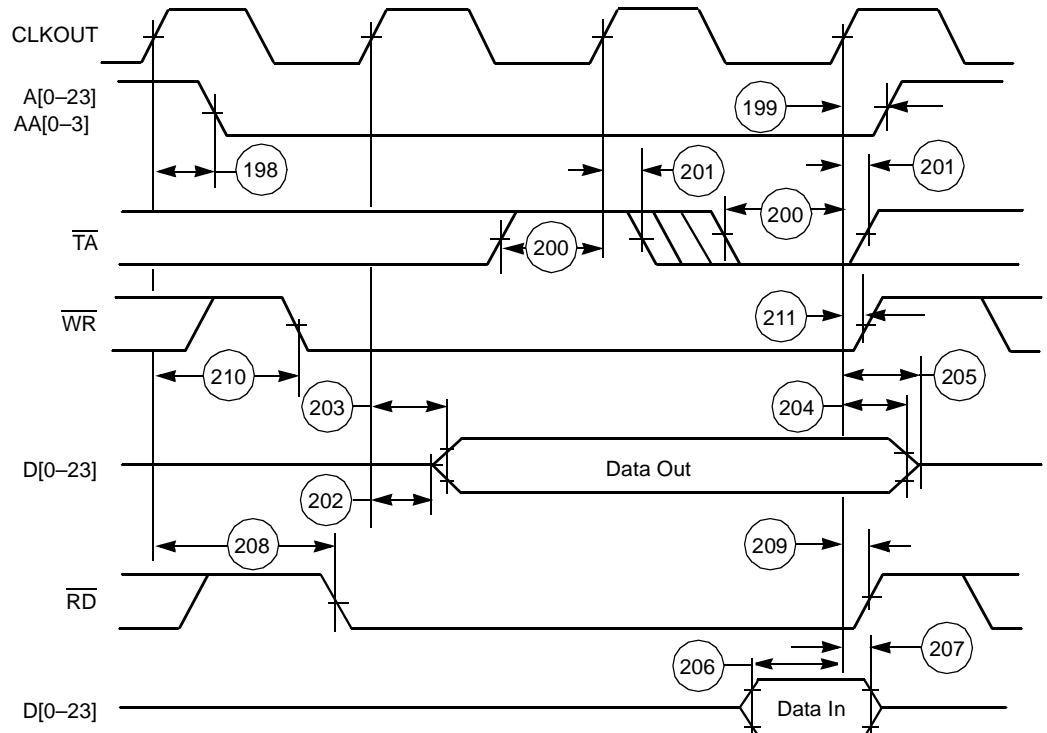 CLKOUT
A[0–23]
AA[0–3]
199
198
201
201
200
200
TA
WR
211
210
205
203
204
D[0–23]
Data Out
202
208
209
RD
206
207
D[0–23]
Data In